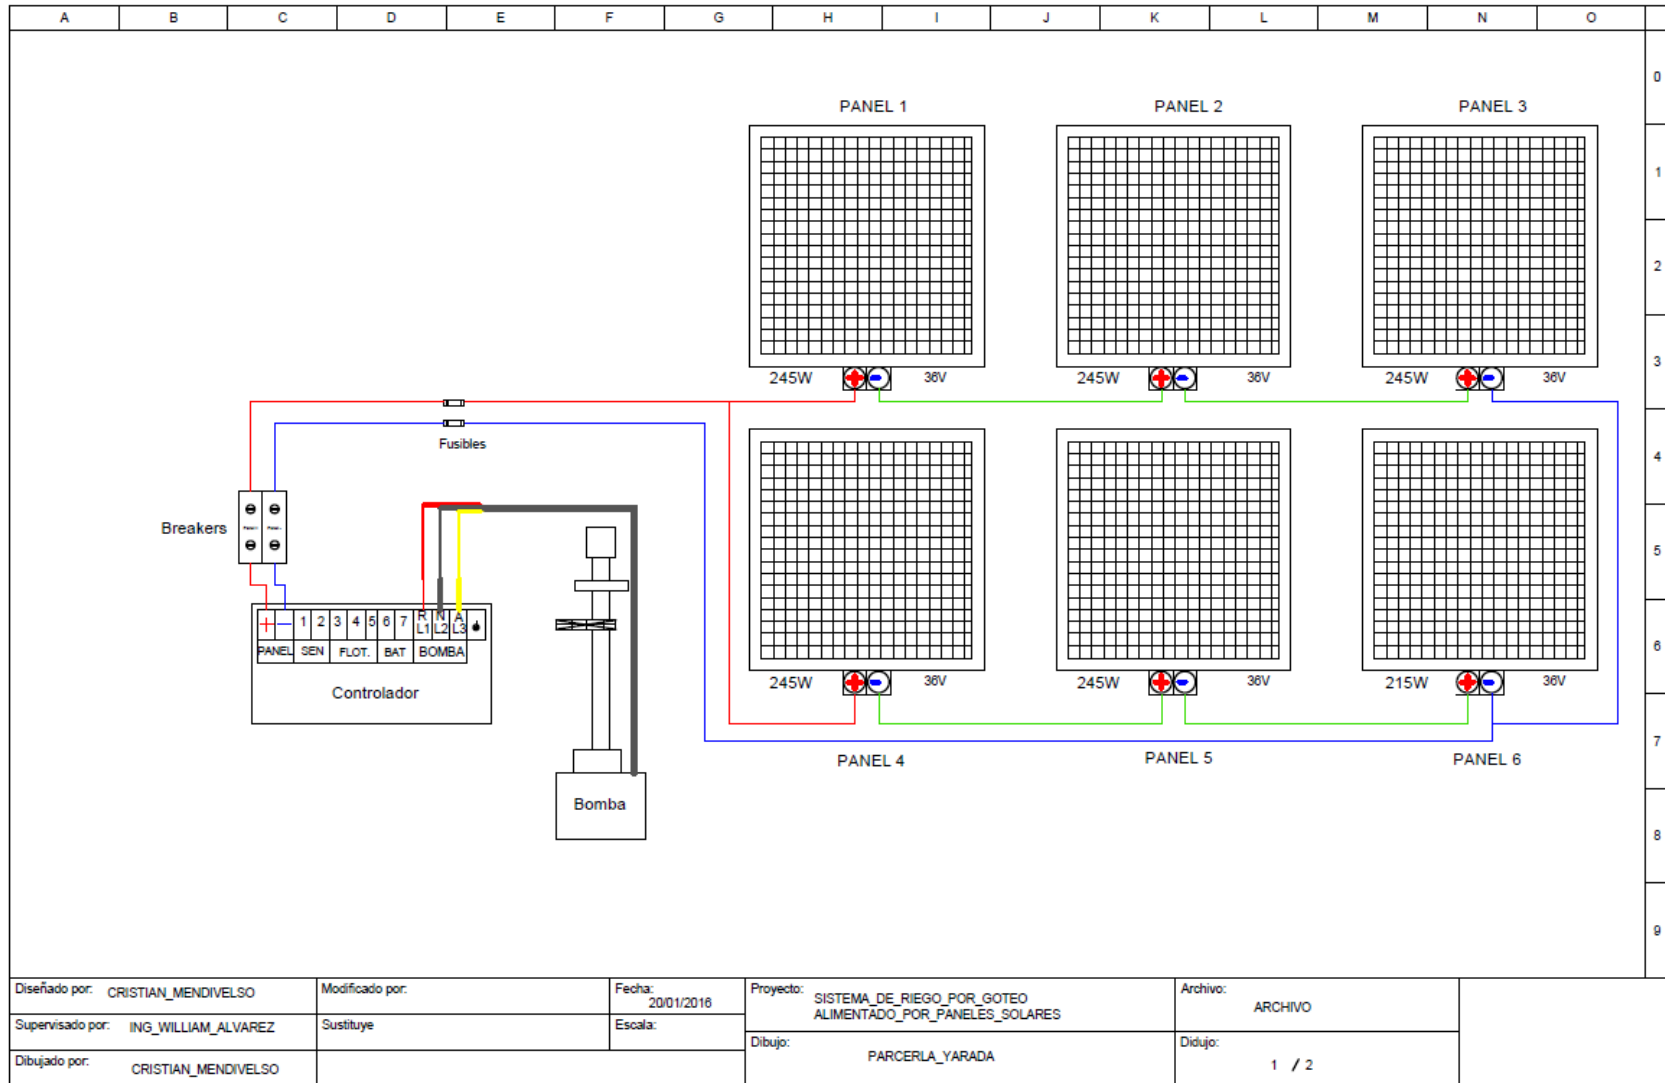 A B C D E F G H I J K L M N O
0
1
2
3
4
5
6
7
8
9
PANEL 1 PANEL 2 PANEL 3
245W 36V 245W 36V 245W 36V
Fusibles
Breakers
+ - 1 2 3 4 5 6 7 R N A
L1 L2 L3
PANEL SEN FLOT. BAT BOMBA
Controlador
Bomba
245W 36V 245W 36V 215W 36V
PANEL 4 PANEL 5 PANEL 6
Diseñado por: CRISTIAN_MENDIVELSO
Supervisado por: ING_WILLIAM_ALVAREZ
Dibujado por: CRISTIAN_MENDIVELSO
Modificado por:
Sustituye
Fecha:
20/01/2016
Escala:
Proyecto: SISTEMA_DE_RIEGO_POR_GOTEO
ALIMENTADO_POR_PANELES_SOLARES
Dibujo:
PARCERLA_YARADA
Archivo:
ARCHIVO
Didujo:
1 / 2